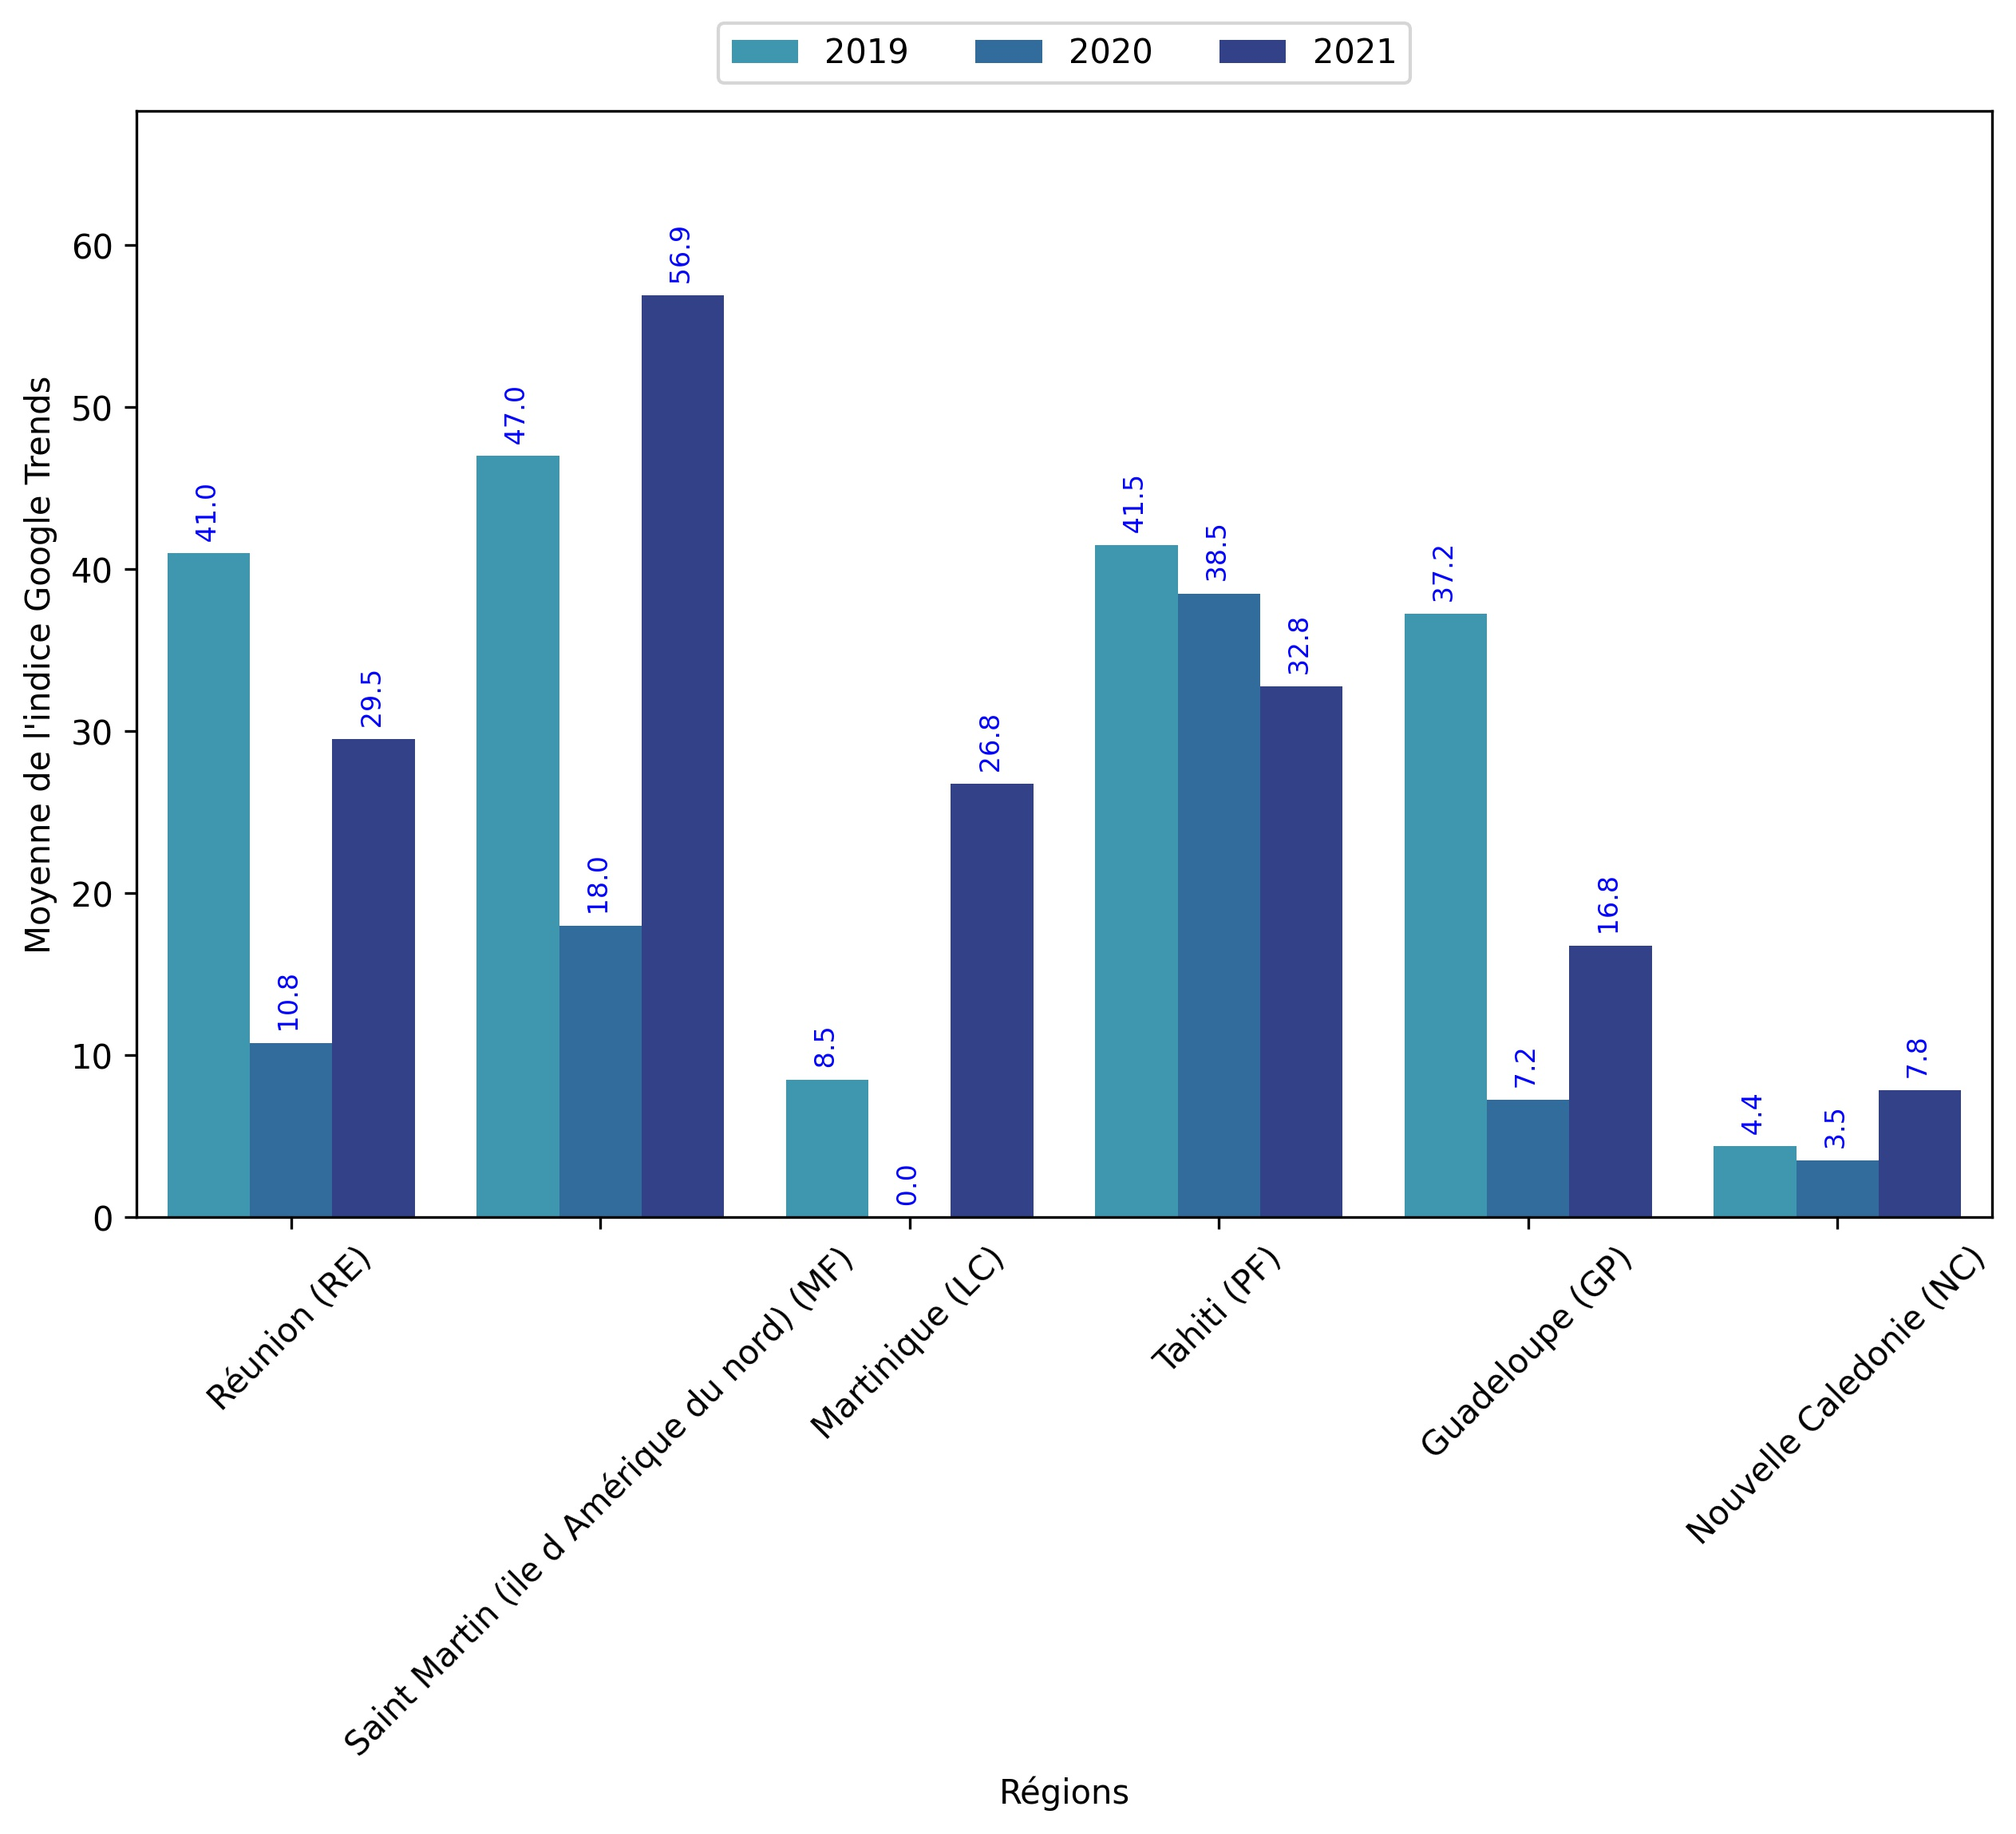 2019 2020 2021
Moyenne de l'indice Google Trends
60
50
40
30
20
10
0
41.0
10.8
29.5
47.0
18.0
56.9
8.5
0.0
26.8
41.5
38.5
32.8
37.2
7.2
16.8
4.4
3.5
7.8
Réunion (RE)
Saint Martin (ile d Amérique du nord) (MF)
Martinique (LC)
Tahiti (PF)
Guadeloupe (GP)
Nouvelle Caledonie (NC)
Régions